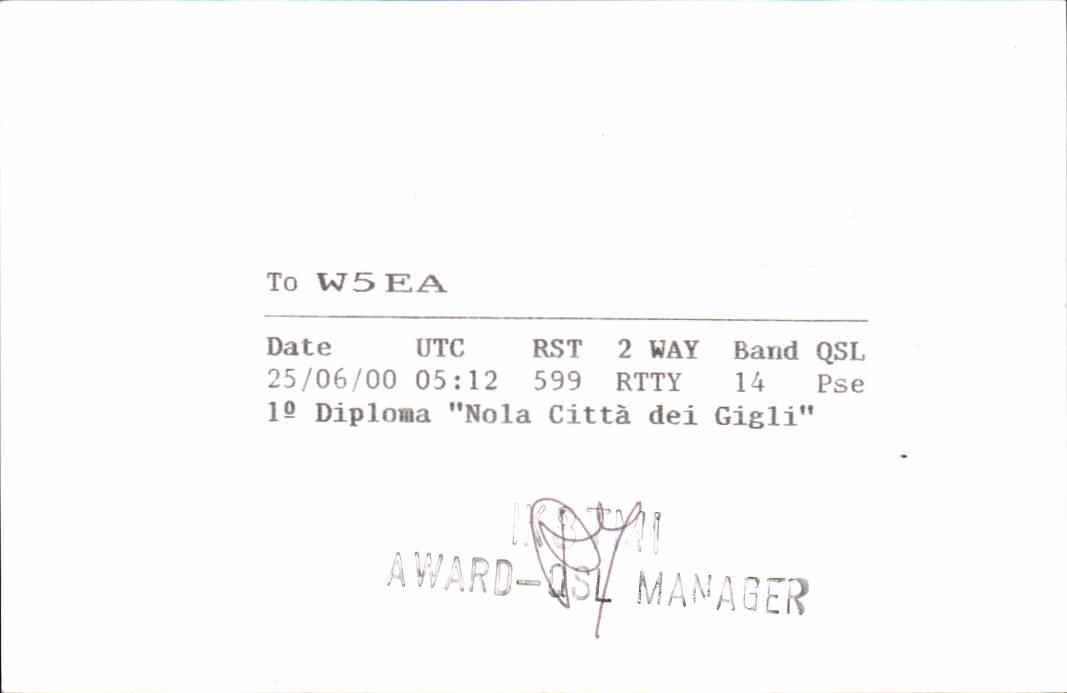 To W5EA
Date UTC RST 2 WAY Band QSL
25/06/00 05:12 599 RTTY 14 Pse
1º Diploma "Nola Città dei Gigli"
IK8TMI
AWARD-QSL MANAGER